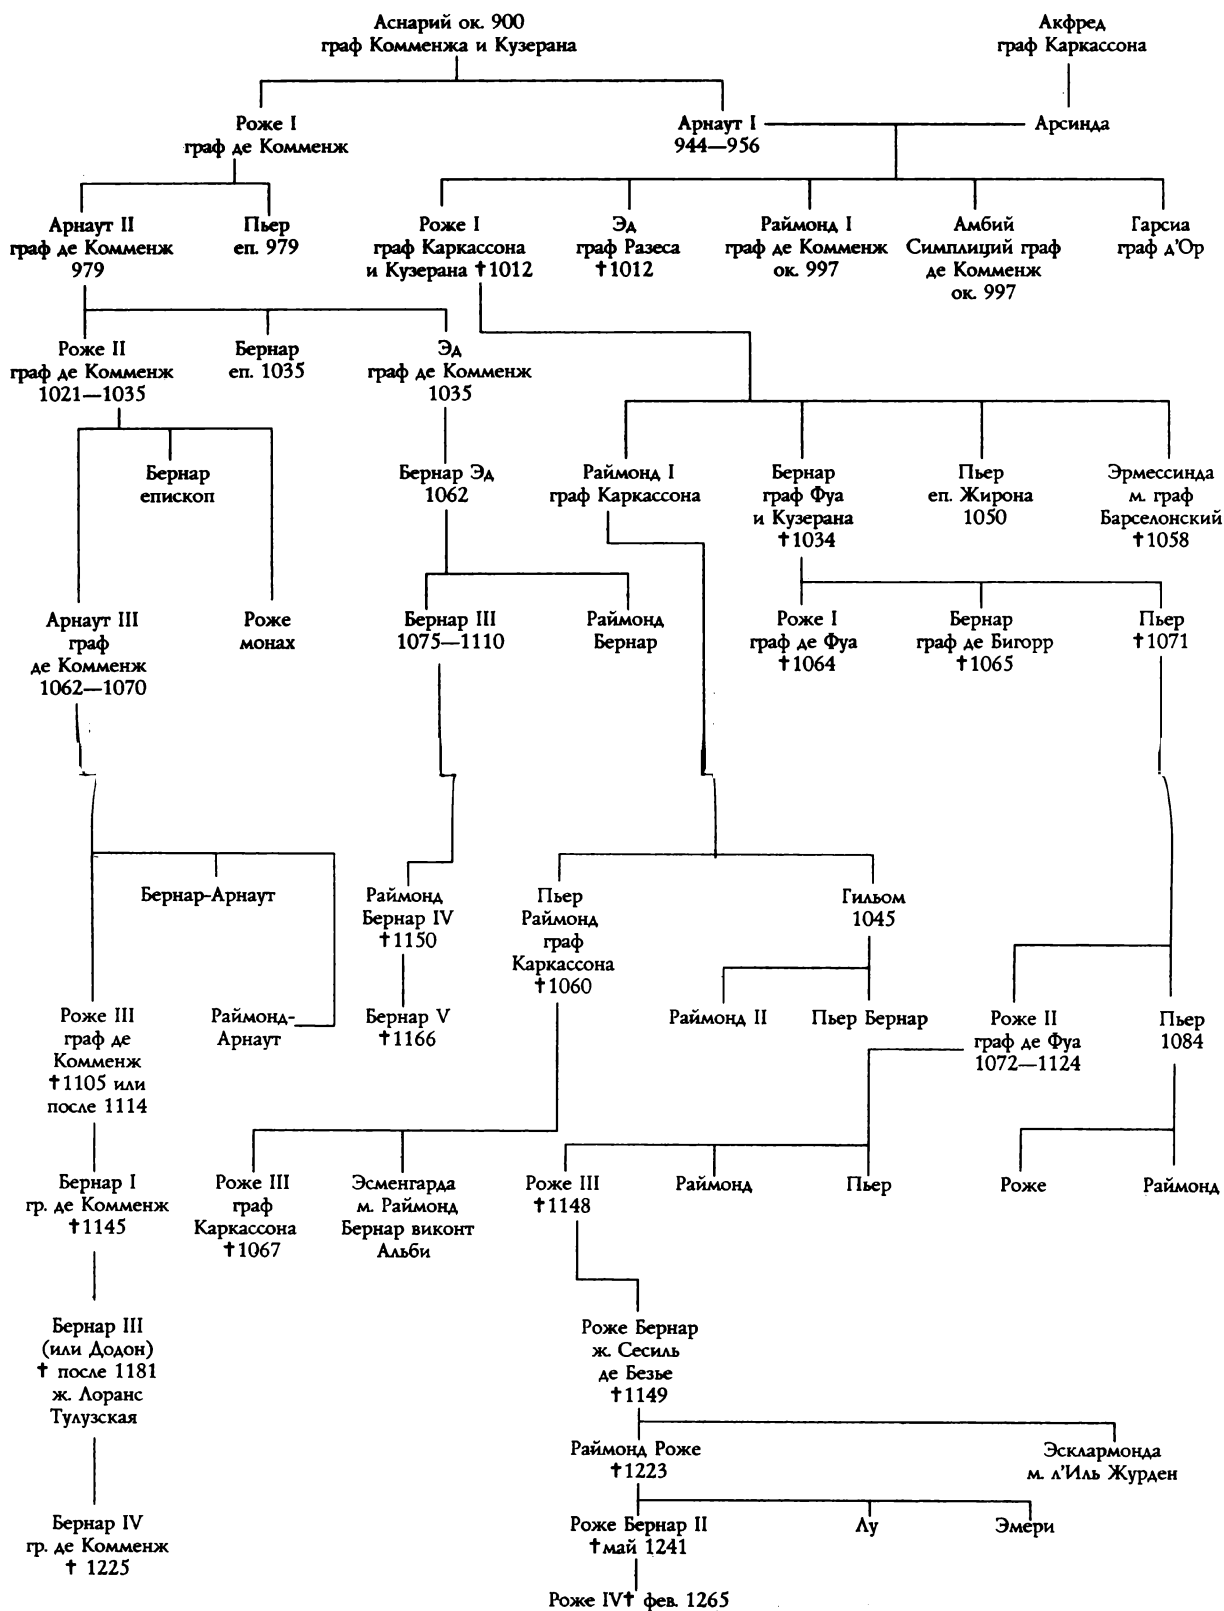 Аснарий ок. 900
граф Комменжа и Кузерана
Акфред
граф Каркассона
Роже I
граф де Комменж
Арнаут I
944—956
Арсинда
Арнаут II
граф де Комменж
979
Пьер
еп. 979
Роже I
граф Каркассона
и Кузерана †1012
Эд
граф Разеса
†1012
Раймонд I
граф де Комменж
ок. 997
Амбий
Симплиций граф
де Комменж
ок. 997
Гарсиа
граф д'Ор
Роже II
граф де Комменж
1021—1035
Бернар
еп. 1035
Эд
граф де Комменж
1035
Бернар
епископ
Бернар Эд
1062
Раймонд I
граф Каркассона
Бернар
граф Фуа
и Кузерана
†1034
Пьер
еп. Жирона
1050
Эрмессинда
м. граф
Барселонский
†1058
Арнаут III
граф
де Комменж
1062—1070
Роже
монах
Бернар III
1075—1110
Раймонд
Бернар
Роже I
граф де Фуа
†1064
Бернар
граф де Бигорр
†1065
Пьер
†1071
Бернар-Арнаут
Раймонд
Бернар IV
†1150
Пьер
Раймонд
граф
Каркассона
†1060
Гильом
1045
Роже III
граф де
Комменж
†1105 или
после 1114
Раймонд-
Арнаут
Бернар V
†1166
Раймонд II
Пьер Бернар
Роже II
граф де Фуа
1072—1124
Пьер
1084
Бернар I
гр. де Комменж
†1145
Роже III
граф
Каркассона
†1067
Эсменгарда
м. Раймонд
Бернар виконт
Альби
Роже III
†1148
Раймонд
Пьер
Роже
Раймонд
Бернар III
(или Додон)
† после 1181
ж. Лоранс
Тулузская
Роже Бернар
ж. Сесиль
де Безье
†1149
Раймонд Роже
†1223
Эсклармонда
м. л'Иль Журден
Бернар IV
гр. де Комменж
† 1225
Роже Бернар II
†май 1241
Лу
Эмери
Роже IV† фев. 1265